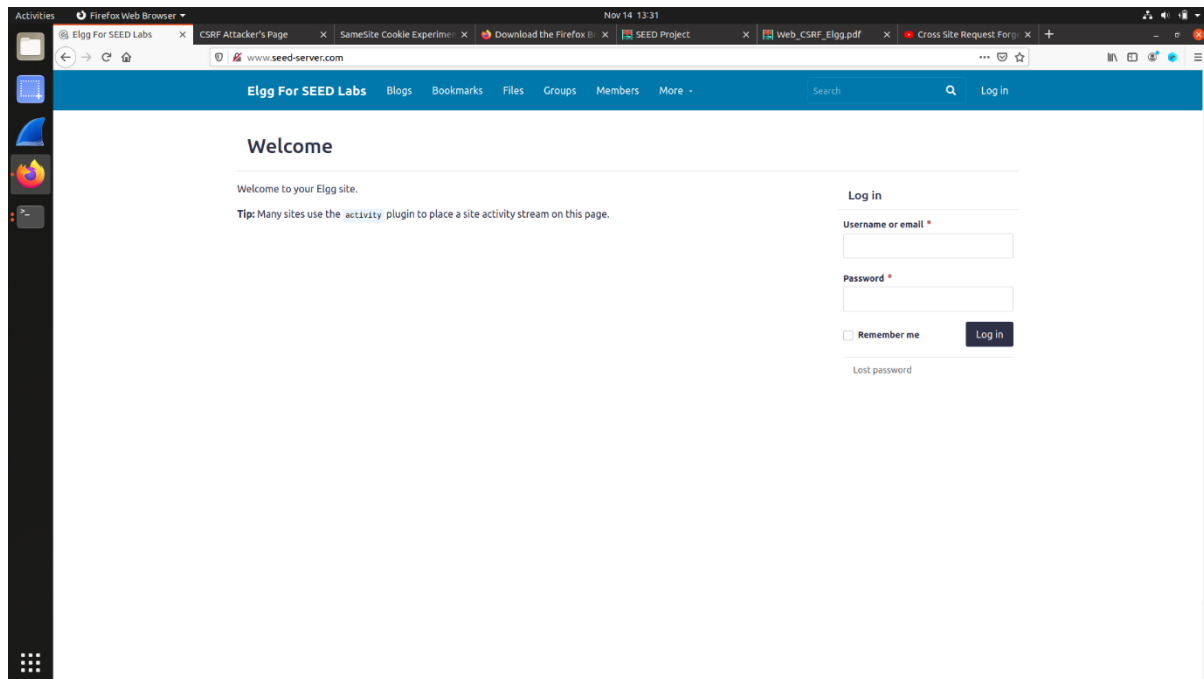 Activities Firefox Web Browser Nov 14 13:31
Elgg For SEED Labs CSRF Attacker's Page SameSite Cookie Experimen Download the Firefox B SEED Project Web_CSRF_Elgg.pdf Cross Site Request Forg
www.seed-server.com
Elgg For SEED Labs Blogs Bookmarks Files Groups Members More Search Log in
Welcome
Welcome to your Elgg site.
Tip: Many sites use the activity plugin to place a site activity stream on this page.
Log in
Username or email *
Password *
Remember me Log in
Lost password